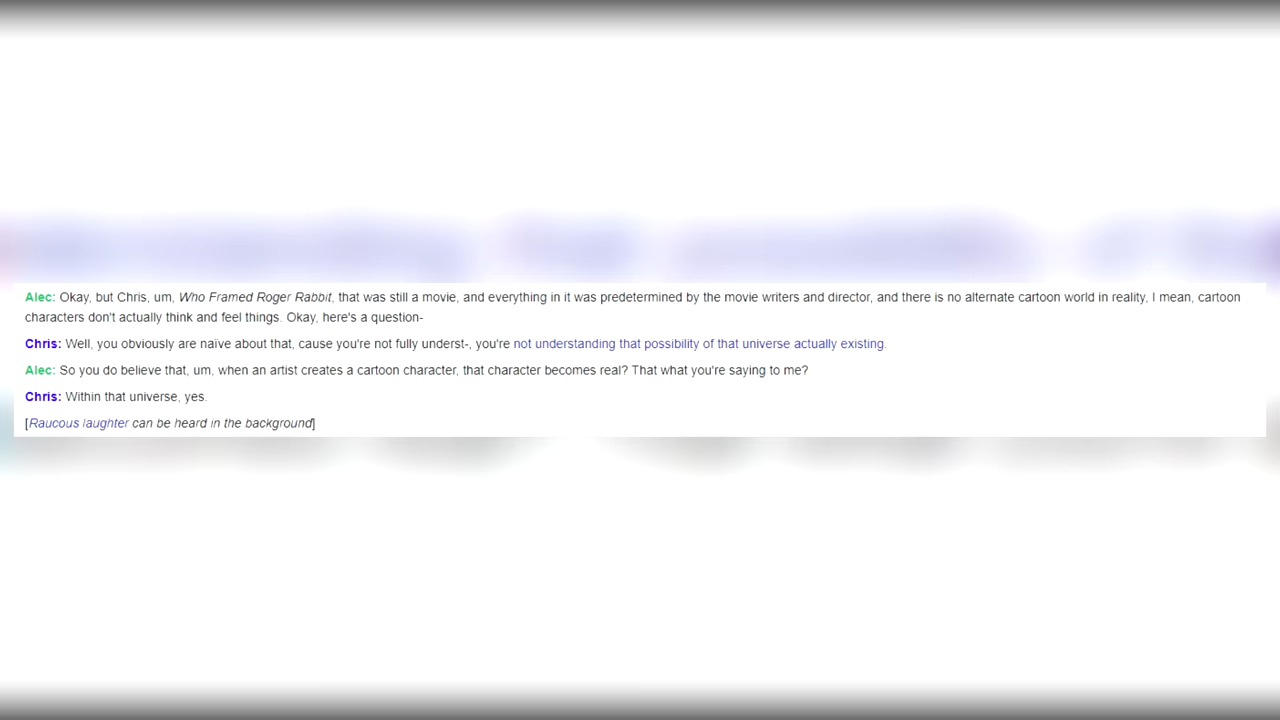 Alec: Okay, but Chris, um, Who Framed Roger Rabbit, that was still a movie, and everything in it was predetermined by the movie writers and director, and there is no alternate cartoon world in reality, I mean, cartoon
characters don't actually think and feel things. Okay, here's a question-
Chris: Well, you obviously are naïve about that, cause you're not fully underst-, you're not understanding that possibility of that universe actually existing.
Alec: So you do believe that, um, when an artist creates a cartoon character, that character becomes real? That what you're saying to me?
Chris: Within that universe, yes.
[Raucous laughter can be heard in the background]